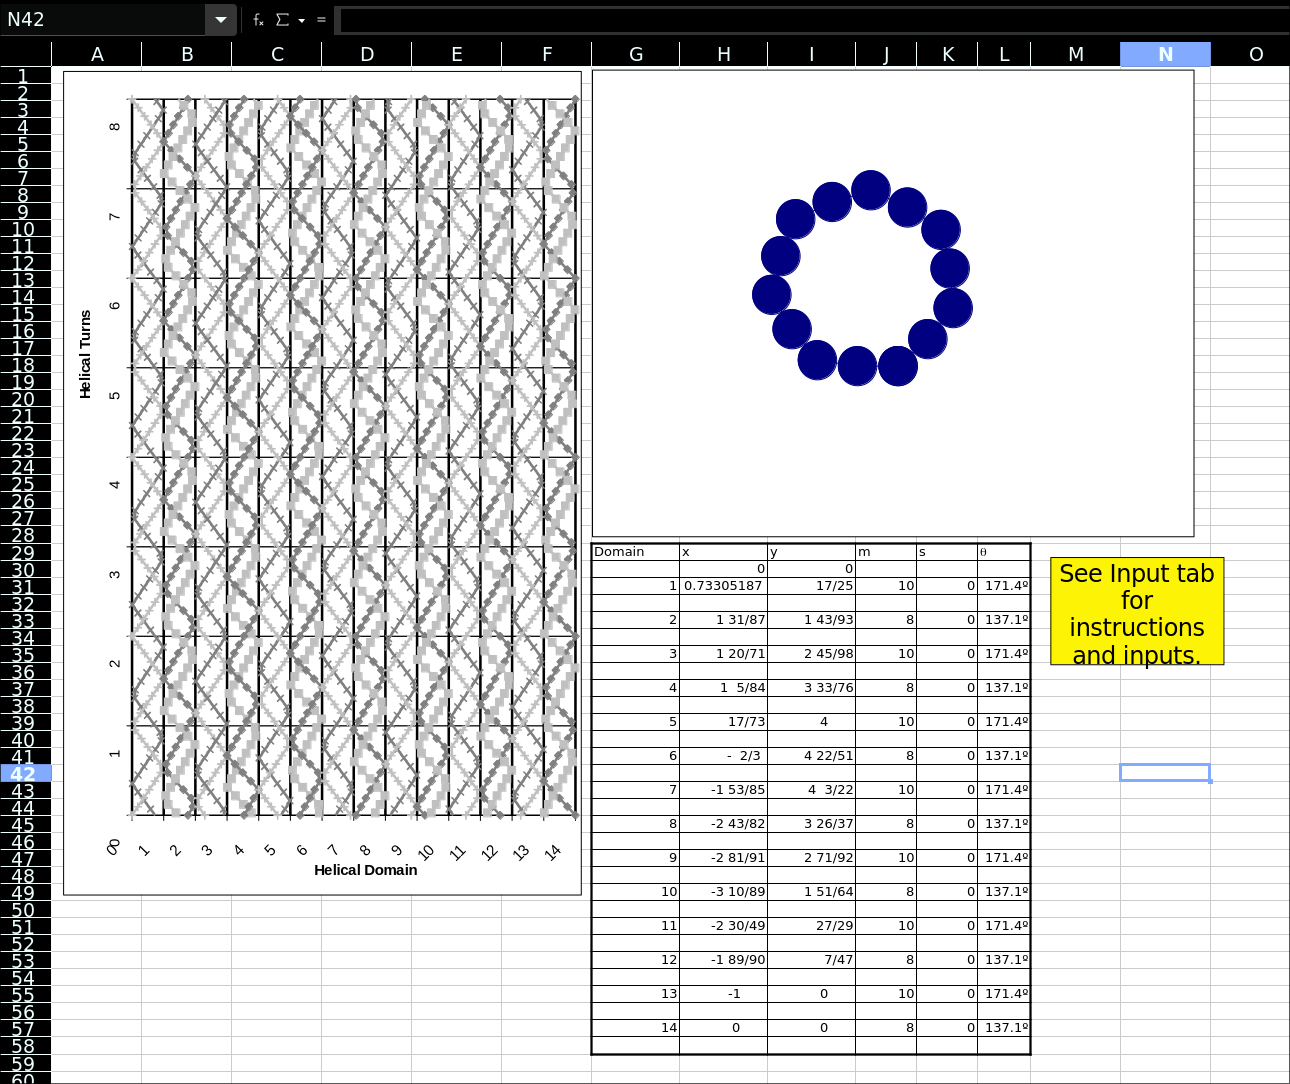 N42
fx Σ =
A B C D E F G H I J K L M N O
1
2
3
4
5
6
7
8
9
10
11
12
13
14
15
16
17
18
19
20
21
22
23
24
25
26
27
28
29
30
31
32
33
34
35
36
37
38
39
40
41
42
43
44
45
46
47
48
49
50
51
52
53
54
55
56
57
58
59
60
8
7
6
5
4
3
2
1
0
Helical Turns
0 1 2 3 4 5 6 7 8 9 10 11 12 13 14
Helical Domain
Domain x y m s θ
0 0
1 0.73305187 17/25 10 0 171.4º
2 1 31/87 1 43/93 8 0 137.1º
3 1 20/71 2 45/98 10 0 171.4º
4 1 5/84 3 33/76 8 0 137.1º
5 17/73 4 10 0 171.4º
6 - 2/3 4 22/51 8 0 137.1º
7 -1 53/85 4 3/22 10 0 171.4º
8 -2 43/82 3 26/37 8 0 137.1º
9 -2 81/91 2 71/92 10 0 171.4º
10 -3 10/89 1 51/64 8 0 137.1º
11 -2 30/49 27/29 10 0 171.4º
12 -1 89/90 7/47 8 0 137.1º
13 -1 0 10 0 171.4º
14 0 0 8 0 137.1º
See Input tab
for
instructions
and inputs.